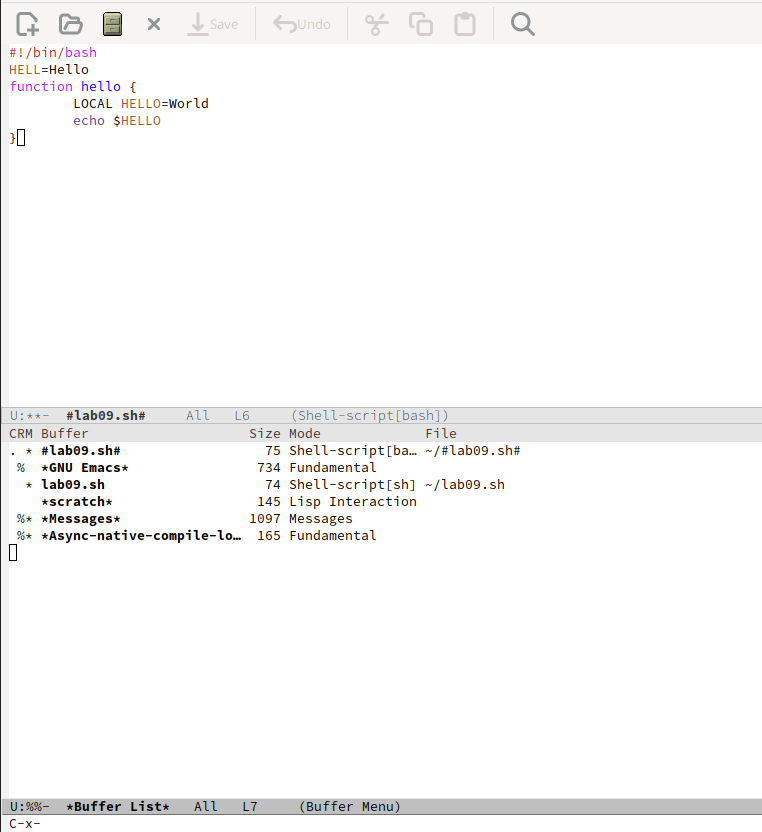 Save Undo
#!/bin/bash
HELL=Hello
function hello {
        LOCAL HELLO=World
        echo $HELLO
}
U:**-  #lab09.sh#     All   L6     (Shell-script[bash])
CRM Buffer                    Size Mode             File
. * #lab09.sh#                  75 Shell-script[ba… ~/#lab09.sh#
 %  *GNU Emacs*                734 Fundamental
  * lab09.sh                    74 Shell-script[sh] ~/lab09.sh
    *scratch*                  145 Lisp Interaction
 %* *Messages*                1097 Messages
 %* *Async-native-compile-lo…  165 Fundamental
U:%%-  *Buffer List*   All   L7     (Buffer Menu)
C-x-